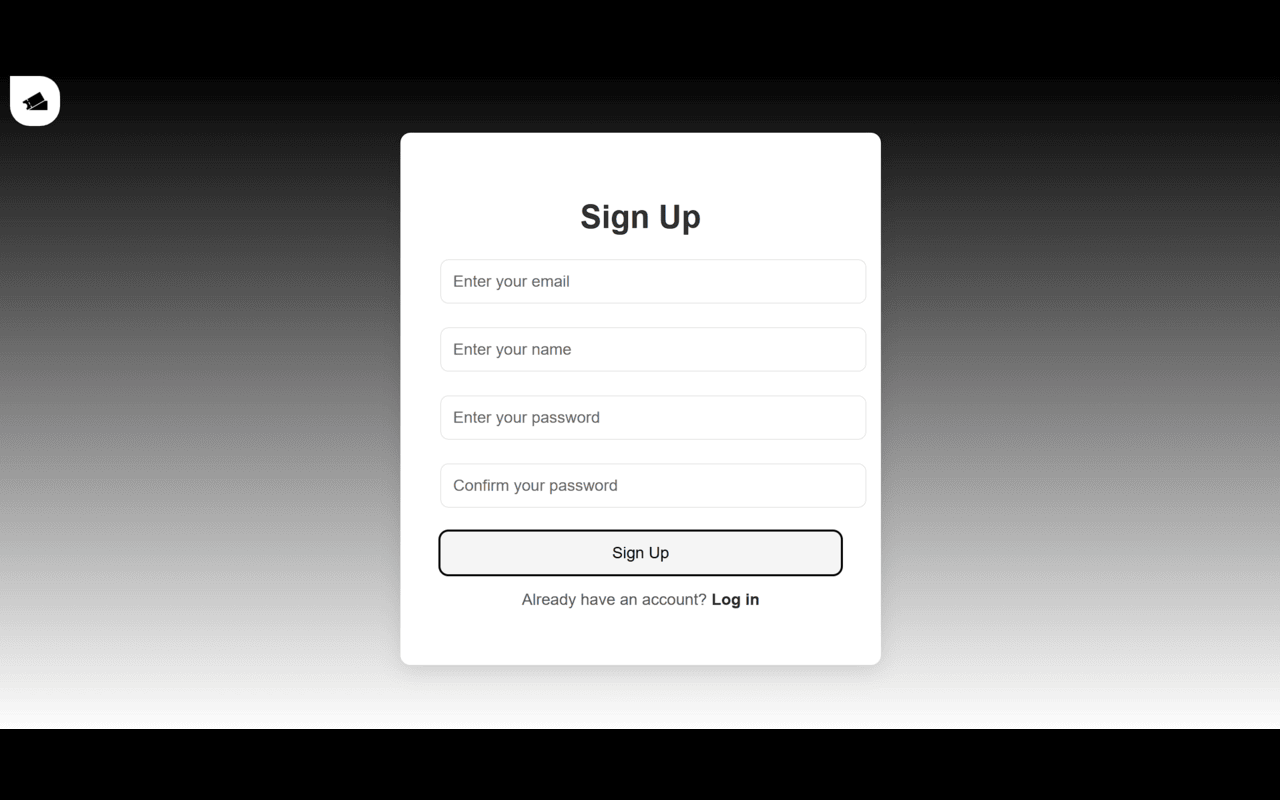 Sign Up
Enter your email
Enter your name
Enter your password
Confirm your password
Sign Up
Already have an account? Log in